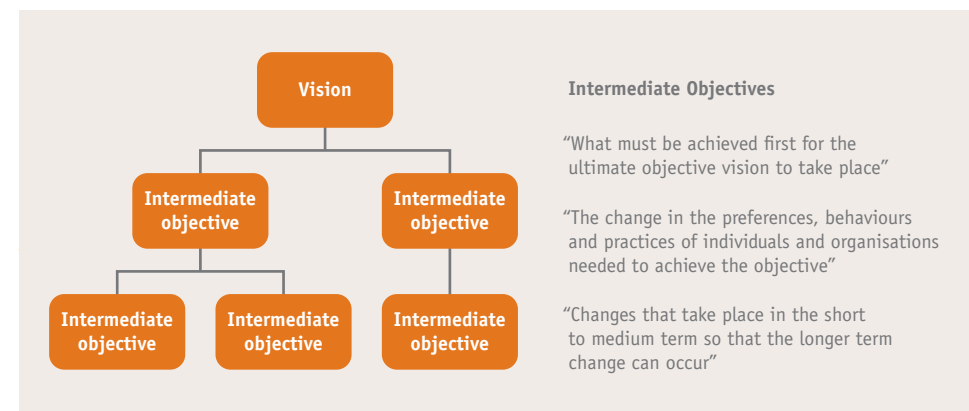 Vision
Intermediate
objective
Intermediate
objective
Intermediate
objective
Intermediate
objective
Intermediate
objective
Intermediate Objectives
“What must be achieved first for the
ultimate objective vision to take place”
“The change in the preferences, behaviours
and practices of individuals and organisations
needed to achieve the objective”
“Changes that take place in the short
to medium term so that the longer term
change can occur”